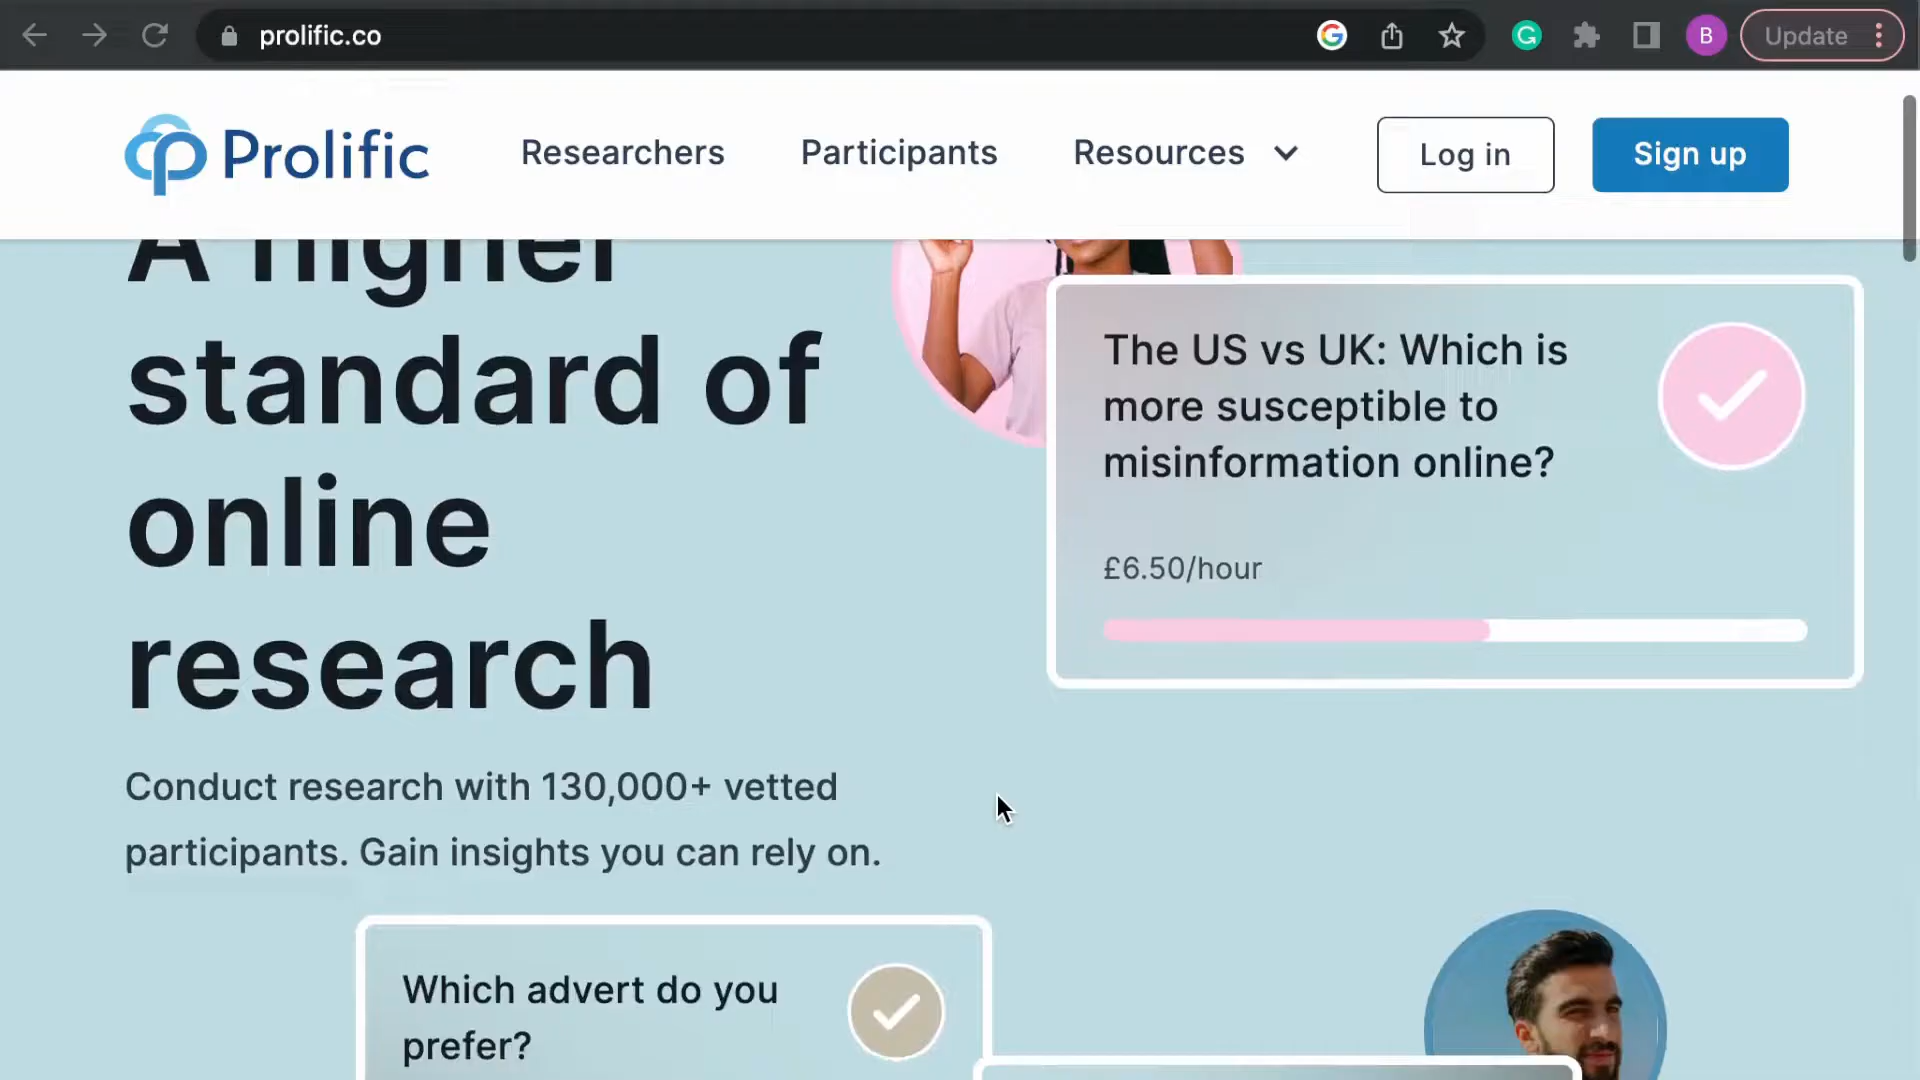 prolific.co
B
Update
Prolific
Researchers
Participants
Resources
Log in
Sign up
A higher
standard of
online
research
Conduct research with 130,000+ vetted
participants. Gain insights you can rely on.
The US vs UK: Which is
more susceptible to
misinformation online?
£6.50/hour
Which advert do you
prefer?